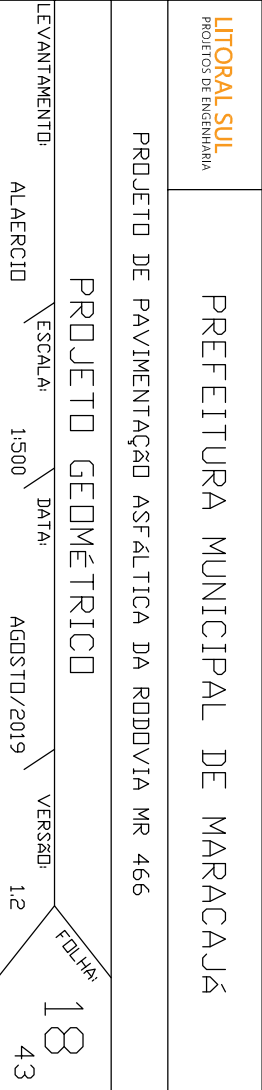 LITORAL SUL
PROJETOS DE ENGENHARIA
PREFEITURA MUNICIPAL DE MARACAJÁ
PROJETO DE PAVIMENTAÇÃO ASFÁLTICA DA RODOVIA MR 466
PROJETO GEOMÉTRICO
LEVANTAMENTO: ALAERCIO
ESCALA: 1:500
DATA: AGOSTO/2019
VERSÃO: 1.2
FOLHA: 18
43